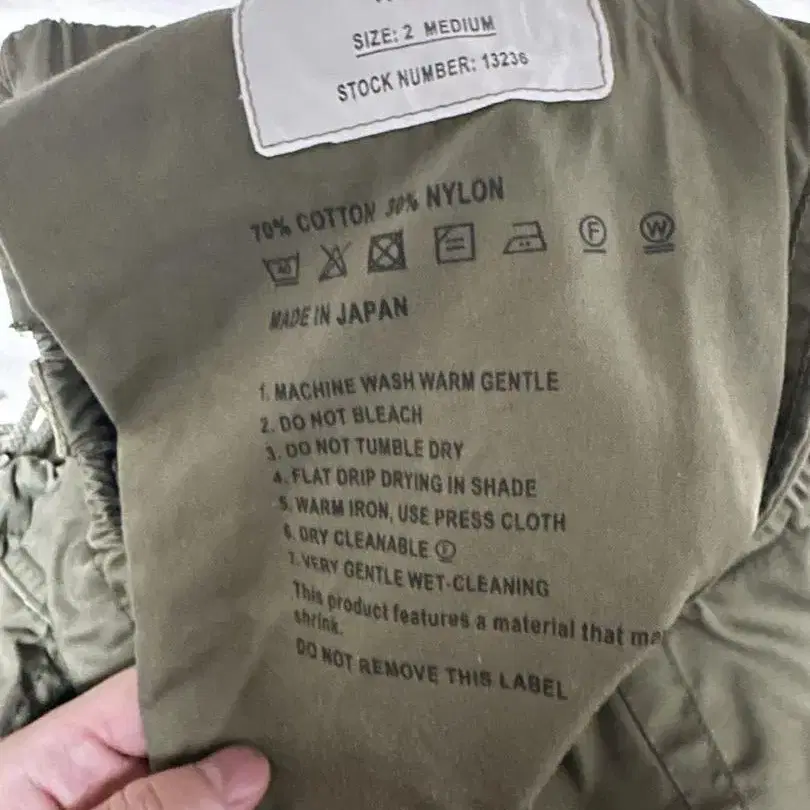 SIZE: 2 MEDIUM
STOCK NUMBER: 13236
70% COTTON 30% NYLON
40 F W
MADE IN JAPAN
1. MACHINE WASH WARM GENTLE
2. DO NOT BLEACH
3. DO NOT TUMBLE DRY
4. FLAT DRIP DRYING IN SHADE
5. WARM IRON, USE PRESS CLOTH
6. DRY CLEANABLE Ⓕ
7. VERY GENTLE WET-CLEANING
This product features a material that ma
shrink.
DO NOT REMOVE THIS LABEL